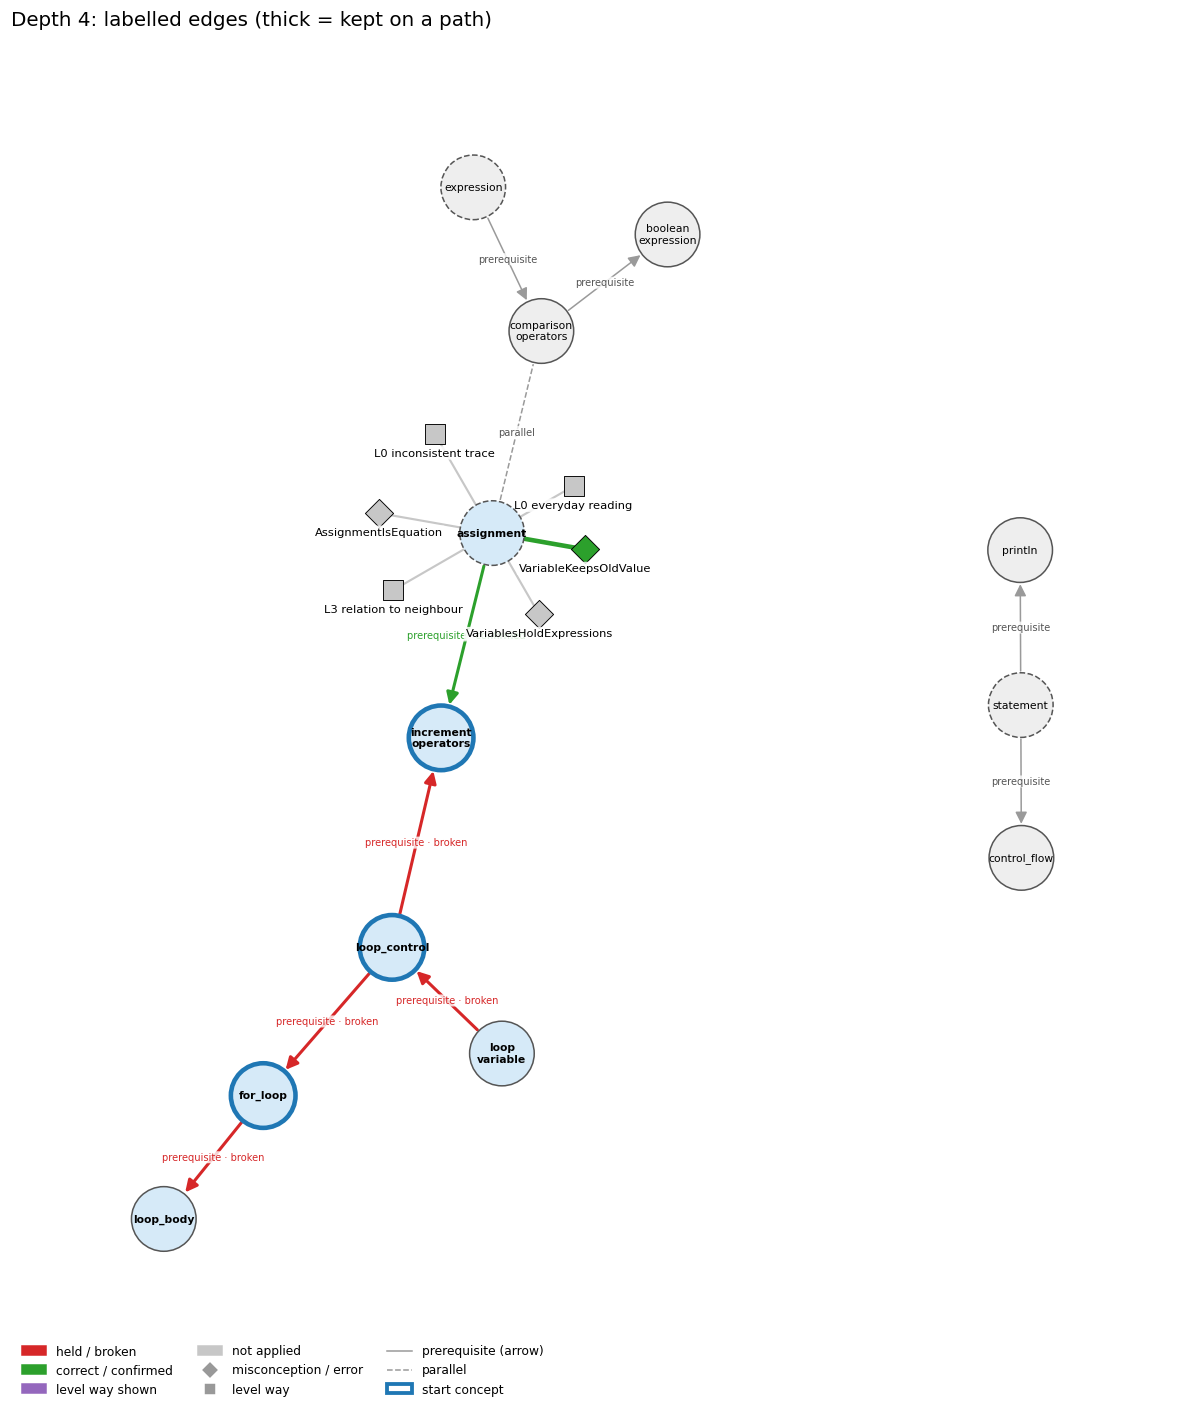 Depth 4: labelled edges (thick = kept on a path)
expression
boolean
expression
prerequisite
prerequisite
comparison
operators
parallel
L0 inconsistent trace
L0 everyday reading
AssignmentIsEquation
assignment
VariableKeepsOldValue
println
L3 relation to neighbour
prerequisite
VariablesHoldExpressions
prerequisite
statement
increment
operators
prerequisite
prerequisite · broken
control_flow
loop_control
prerequisite · broken
prerequisite · broken
loop
variable
for_loop
prerequisite · broken
loop_body
held / broken
correct / confirmed
level way shown
not applied
misconception / error
level way
prerequisite (arrow)
parallel
start concept